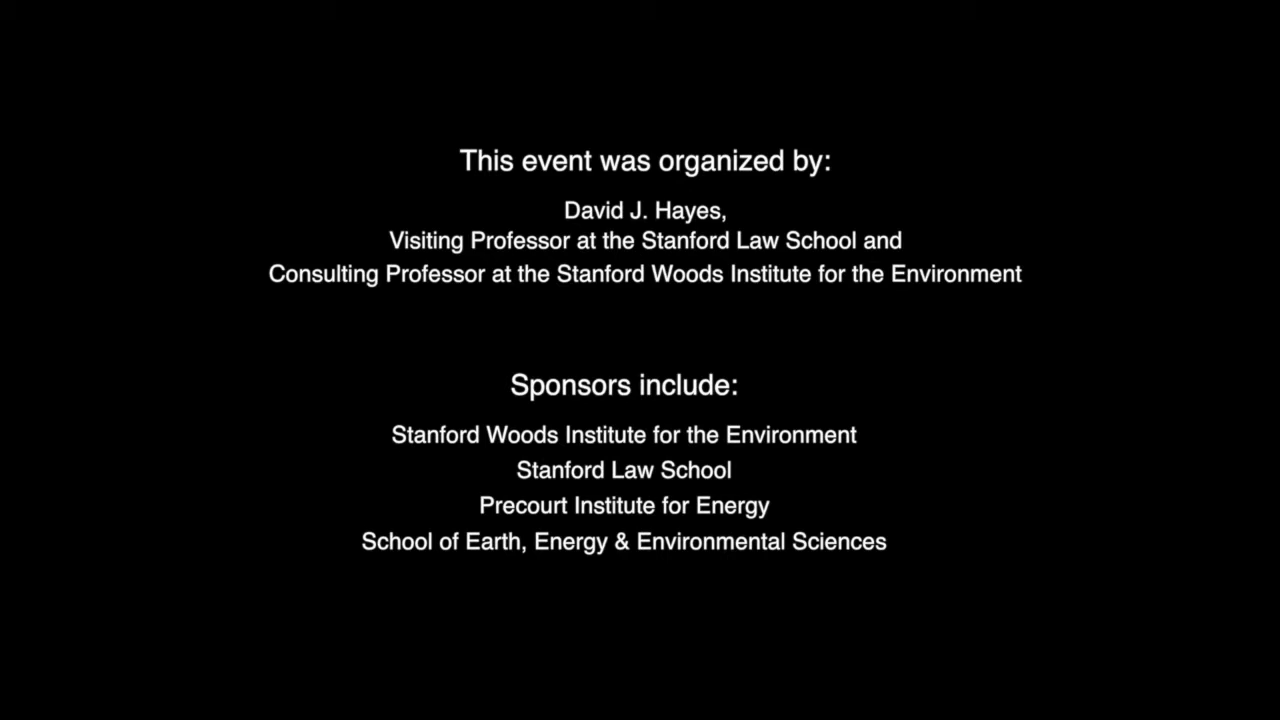 This event was organized by:
David J. Hayes,
Visiting Professor at the Stanford Law School and
Consulting Professor at the Stanford Woods Institute for the Environment
Sponsors include:
Stanford Woods Institute for the Environment
Stanford Law School
Precourt Institute for Energy
School of Earth, Energy & Environmental Sciences